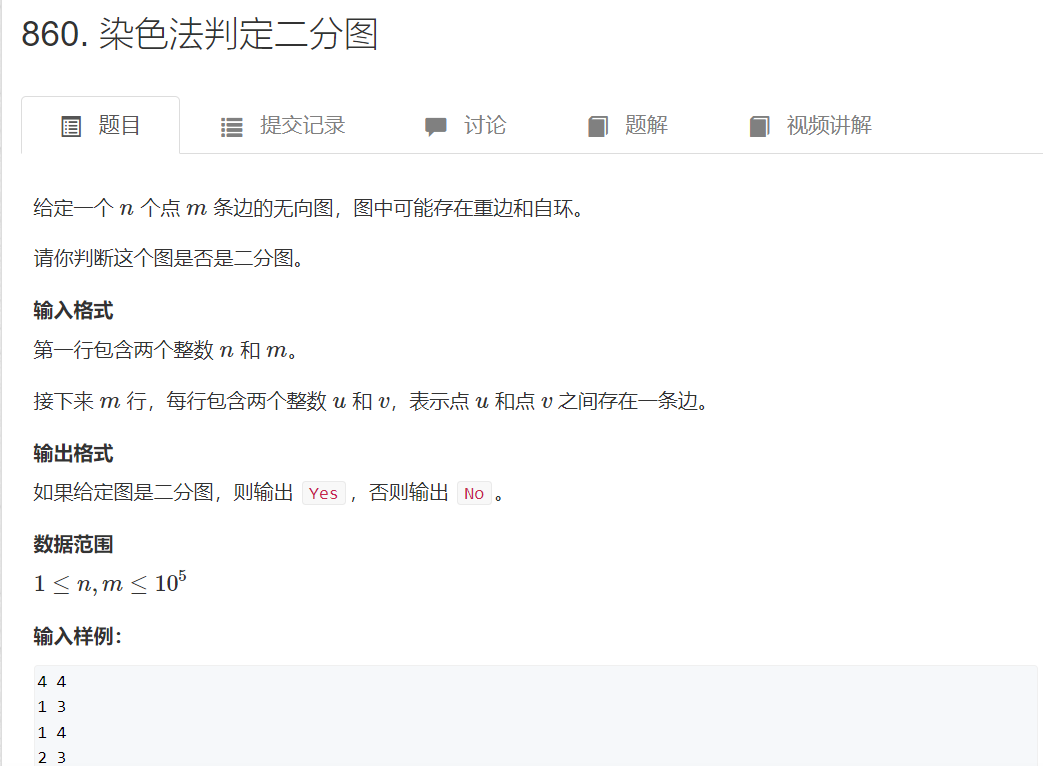 860. 染色法判定二分图
题目 提交记录 讨论 题解 视频讲解
给定一个 n 个点 m 条边的无向图，图中可能存在重边和自环。
请你判断这个图是否是二分图。
输入格式
第一行包含两个整数 n 和 m。
接下来 m 行，每行包含两个整数 u 和 v，表示点 u 和点 v 之间存在一条边。
输出格式
如果给定图是二分图，则输出 Yes ，否则输出 No 。
数据范围
1 ≤ n, m ≤ 10⁵
输入样例：
4 4
1 3
1 4
2 3